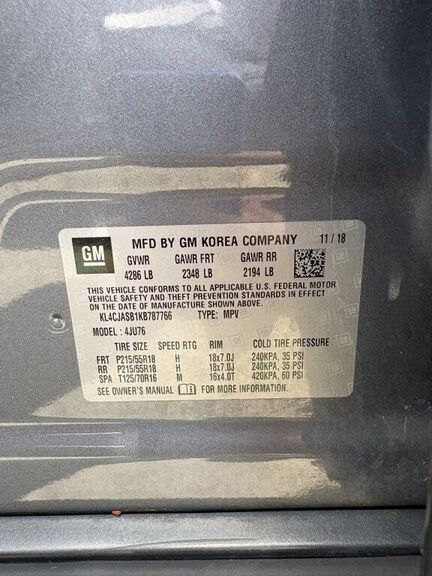 GM
MFD BY GM KOREA COMPANY 11/18
GVWR GAWR FRT GAWR RR
4286 LB 2348 LB 2194 LB
THIS VEHICLE CONFORMS TO ALL APPLICABLE U.S. FEDERAL MOTOR
VEHICLE SAFETY, BUMPER, AND THEFT PREVENTION STANDARDS
IN EFFECT ON THE DATE OF MANUFACTURE SHOWN ABOVE.
KL4CJASB1KB787766 TYPE: MPV
MODEL: 4JU76
TIRE SIZE SPEED RTG RIM COLD TIRE PRESSURE
FRT P215/55R18 H 18x7.0J 240KPA, 35 PSI
RR P215/55R18 H 18x7.0J 240KPA, 35 PSI
SPA T125/70R16 M 16x4.0T 420KPA, 60 PSI
SEE OWNER'S MANUAL FOR MORE INFORMATION.